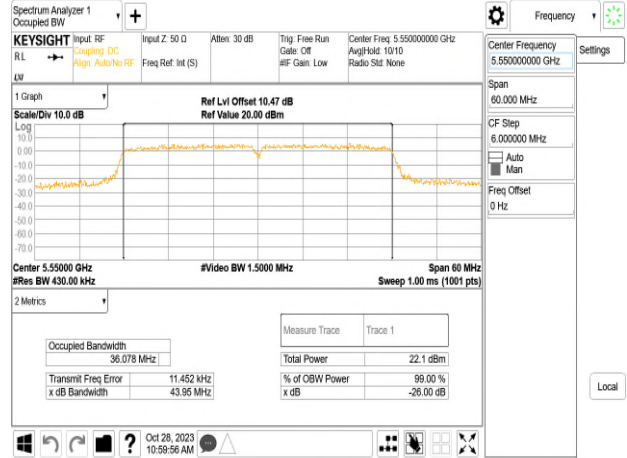 Spectrum Analyzer 1
Occupied BW
+
Frequency
KEYSIGHT
RL
Input: RF
Coupling: DC
Align: Auto/No RF
Input Z: 50 Ω
Freq Ref: Int (S)
Atten: 30 dB
Trig: Free Run
Gate: Off
#IF Gain: Low
Center Freq: 5.550000000 GHz
Avg|Hold: 10/10
Radio Std: None
Center Frequency
5.550000000 GHz
Settings
Span
60.000 MHz
CF Step
6.000000 MHz
Auto
Man
Freq Offset
0 Hz
Local
1 Graph
Scale/Div 10.0 dB
Ref Lvl Offset 10.47 dB
Ref Value 20.00 dBm
Log
10.0
0.00
-10.0
-20.0
-30.0
-40.0
-50.0
-60.0
-70.0
Center 5.55000 GHz
#Res BW 430.00 kHz
#Video BW 1.5000 MHz
Span 60 MHz
Sweep 1.00 ms (1001 pts)
2 Metrics
Measure Trace
Trace 1
Occupied Bandwidth
36.078 MHz
Total Power
22.1 dBm
Transmit Freq Error
11.452 kHz
% of OBW Power
99.00 %
x dB Bandwidth
43.95 MHz
x dB
-26.00 dB
?
Oct 28, 2023
10:59:56 AM